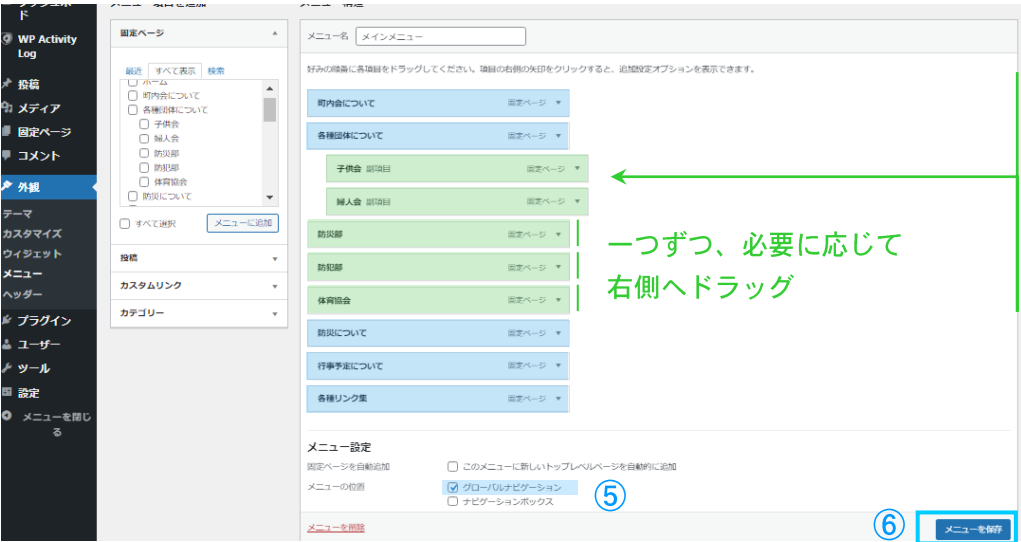 ド
WP Activity
Log
投稿
メディア
固定ページ
コメント
外観
テーマ
カスタマイズ
ウィジェット
メニュー
ヘッダー
プラグイン
ユーザー
ツール
設定
メニューを閉じ
る
固定ページ
最近 すべて表示 検索
ホーム
町内会について
各種団体について
子供会
婦人会
防災部
防犯部
体育協会
防災について
すべて選択 メニューに追加
投稿
カスタムリンク
カテゴリー
メニュー名 メインメニュー
好みの順番に各項目をドラッグしてください。項目の右側の矢印をクリックすると、追加設定オプションを表示できます。
町内会について 固定ページ
各種団体について 固定ページ
子供会 副項目 固定ページ
婦人会 副項目 固定ページ
防災部 固定ページ
防犯部 固定ページ
体育協会 固定ページ
防災について 固定ページ
行事予定について 固定ページ
各種リンク集 固定ページ
一つずつ、必要に応じて
右側へドラッグ
メニュー設定
固定ページを自動追加 このメニューに新しいトップレベルページを自動的に追加
メニューの位置 グローバルナビゲーション ⑤
ナビゲーションボックス
メニューを削除 ⑥ メニューを保存